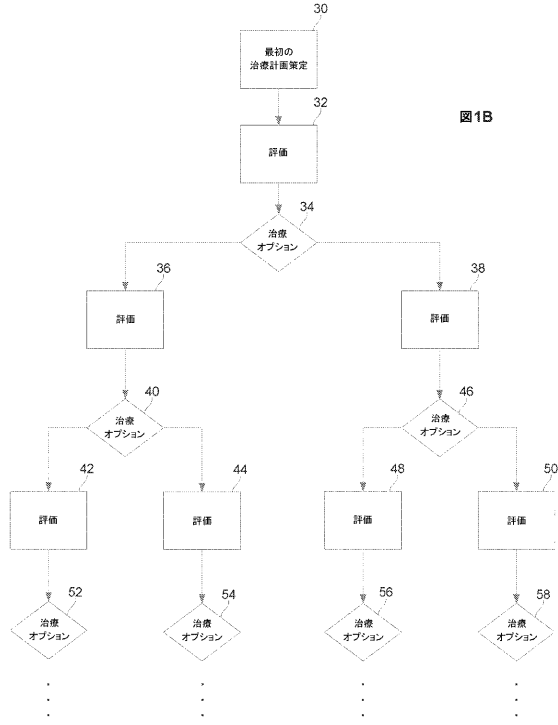 30
最初の
治療計画策定
32
図1B
評価
34
治療
オプション
36
38
評価
評価
40
46
治療
オプション
治療
オプション
42
44
48
50
評価
評価
評価
評価
52
54
56
58
治療
オプション
治療
オプション
治療
オプション
治療
オプション